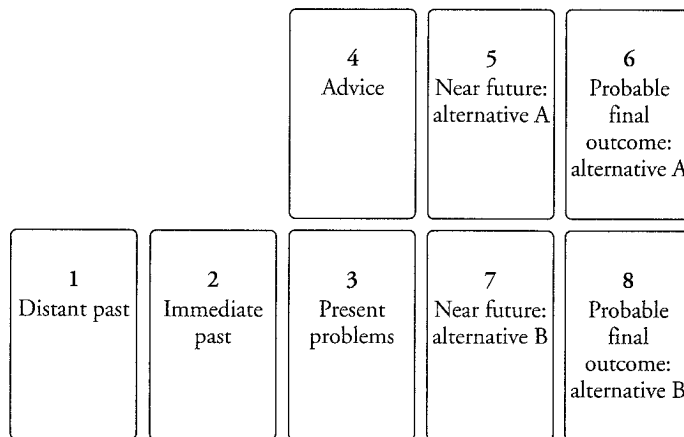 4
Advice
5
Near future:
alternative A
6
Probable
final
outcome:
alternative A
1
Distant past
2
Immediate
past
3
Present
problems
7
Near future:
alternative B
8
Probable
final
outcome:
alternative B